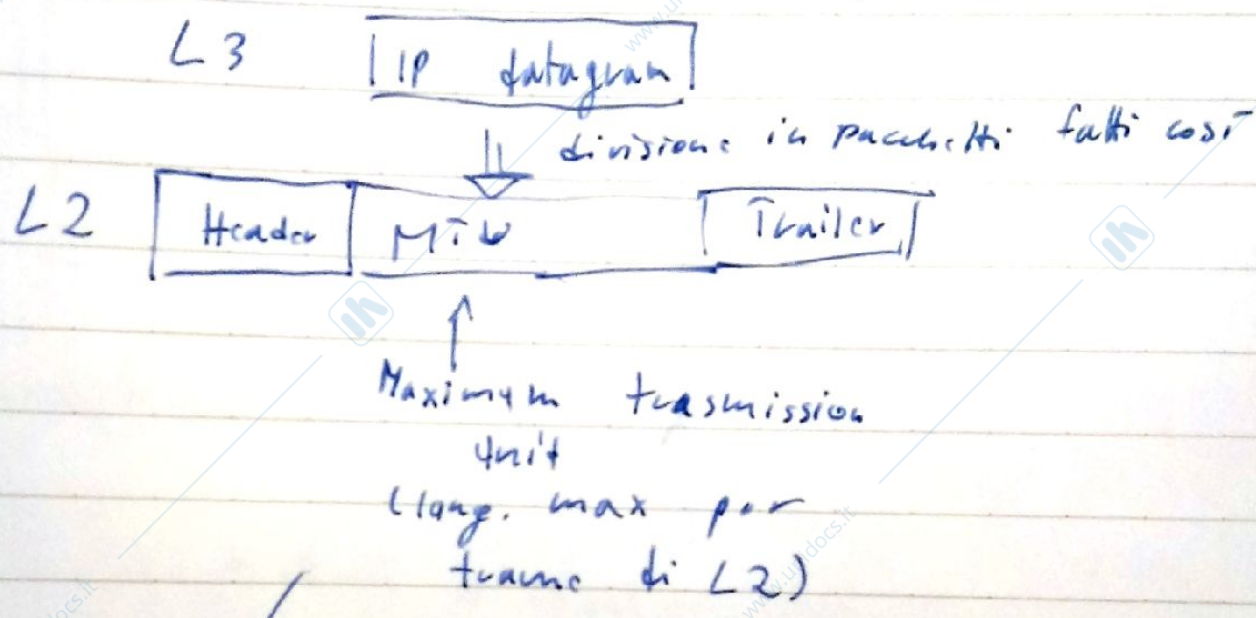 L3 IP datagram
divisione in pacchetti fatti così
L2 Header MTU Trailer
Maximum trasmission
unit
(lung. max per
trame di L2)